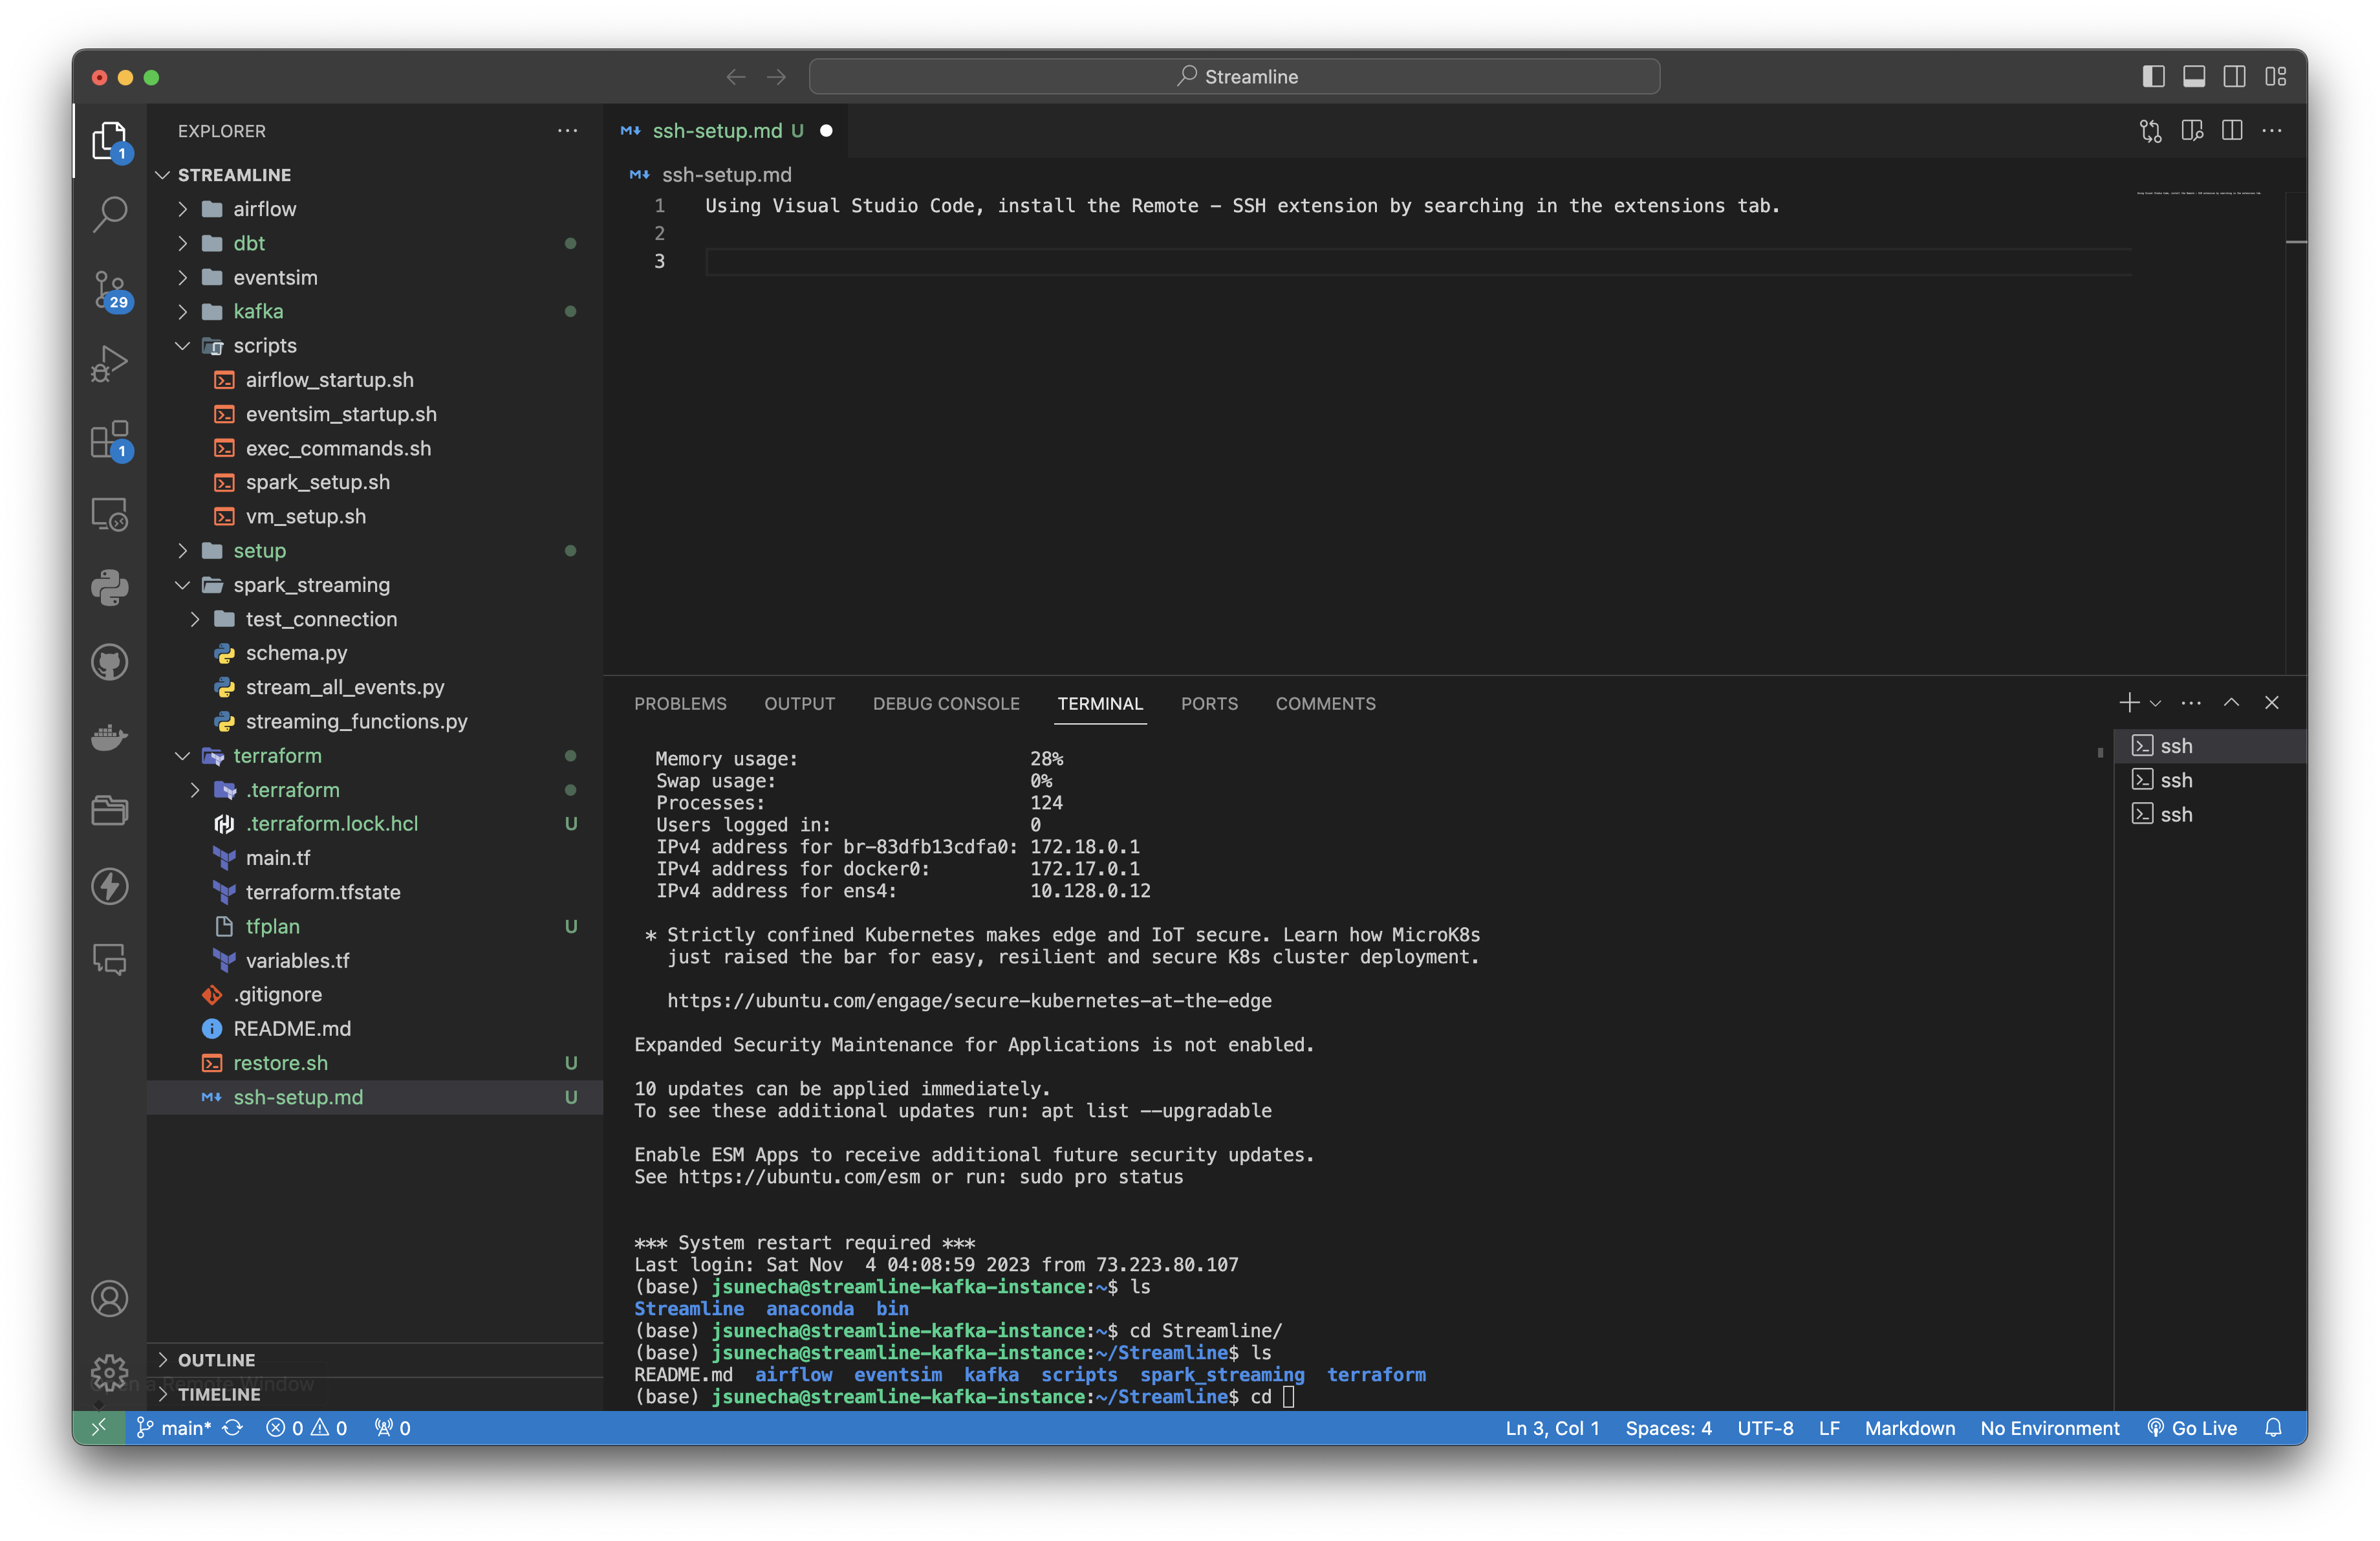 Streamline
EXPLORER
STREAMLINE
airflow
dbt
eventsim
kafka
scripts
airflow_startup.sh
eventsim_startup.sh
exec_commands.sh
spark_setup.sh
vm_setup.sh
setup
spark_streaming
test_connection
schema.py
stream_all_events.py
streaming_functions.py
terraform
.terraform
.terraform.lock.hcl U
main.tf
terraform.tfstate
tfplan U
variables.tf
.gitignore
README.md
restore.sh U
ssh-setup.md U
OUTLINE
TIMELINE
1
29
1
ssh-setup.md U
ssh-setup.md
1 Using Visual Studio Code, install the Remote - SSH extension by searching in the extensions tab.
2
3
PROBLEMS OUTPUT DEBUG CONSOLE TERMINAL PORTS COMMENTS
Memory usage: 28%
Swap usage: 0%
Processes: 124
Users logged in: 0
IPv4 address for br-83dfb13cdfa0: 172.18.0.1
IPv4 address for docker0: 172.17.0.1
IPv4 address for ens4: 10.128.0.12
* Strictly confined Kubernetes makes edge and IoT secure. Learn how MicroK8s
just raised the bar for easy, resilient and secure K8s cluster deployment.
https://ubuntu.com/engage/secure-kubernetes-at-the-edge
Expanded Security Maintenance for Applications is not enabled.
10 updates can be applied immediately.
To see these additional updates run: apt list --upgradable
Enable ESM Apps to receive additional future security updates.
See https://ubuntu.com/esm or run: sudo pro status
*** System restart required ***
Last login: Sat Nov  4 04:08:59 2023 from 73.223.80.107
(base) jsunecha@streamline-kafka-instance:~$ ls
Streamline  anaconda  bin
(base) jsunecha@streamline-kafka-instance:~$ cd Streamline/
(base) jsunecha@streamline-kafka-instance:~/Streamline$ ls
README.md  airflow  eventsim  kafka  scripts  spark_streaming  terraform
(base) jsunecha@streamline-kafka-instance:~/Streamline$ cd
ssh
ssh
ssh
main* 0 0 0
Ln 3, Col 1 Spaces: 4 UTF-8 LF Markdown No Environment Go Live